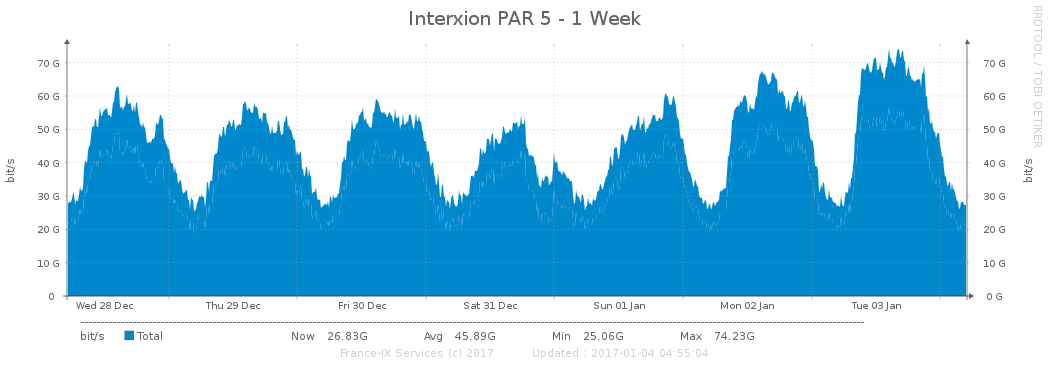 Interxion PAR 5 - 1 Week
RRDTOOL / TOBI OETIKER
bit/s
bit/s
70 G 70 G
60 G 60 G
50 G 50 G
40 G 40 G
30 G 30 G
20 G 20 G
10 G 10 G
0 0 G
Wed 28 Dec Thu 29 Dec Fri 30 Dec Sat 31 Dec Sun 01 Jan Mon 02 Jan Tue 03 Jan
bit/s Total Now 26.83G Avg 45.89G Min 25.06G Max 74.23G
France-IX Services (c) 2017 Updated : 2017-01-04 04:55:04